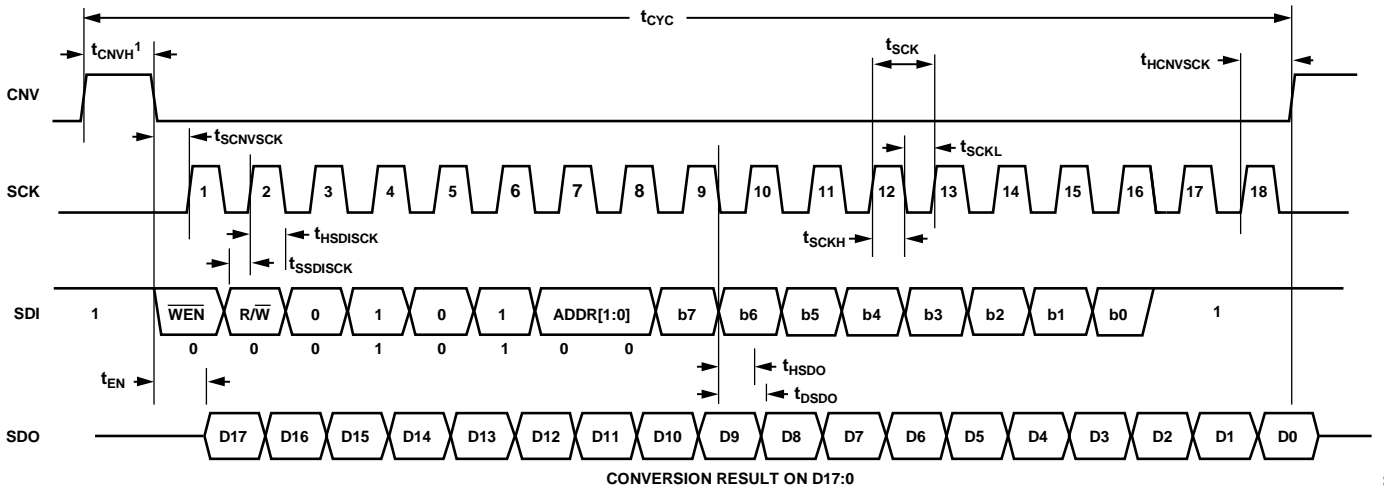 tCYC
tCNVH1
tSCK
tHCNVSCK
CNV
tSCNVSCK
tSCKL
SCK 1 2 3 4 5 6 7 8 9 10 11 12 13 14 15 16 17 18
tHSDISCK
tSCKH
tSSDISCK
SDI 1 WEN R/W 0 1 0 1 ADDR[1:0] b7 b6 b5 b4 b3 b2 b1 b0 1
0 0 0 1 0 1 0 0
tHSDO
tEN
tDSDO
SDO D17 D16 D15 D14 D13 D12 D11 D10 D9 D8 D7 D6 D5 D4 D3 D2 D1 D0
CONVERSION RESULT ON D17:0